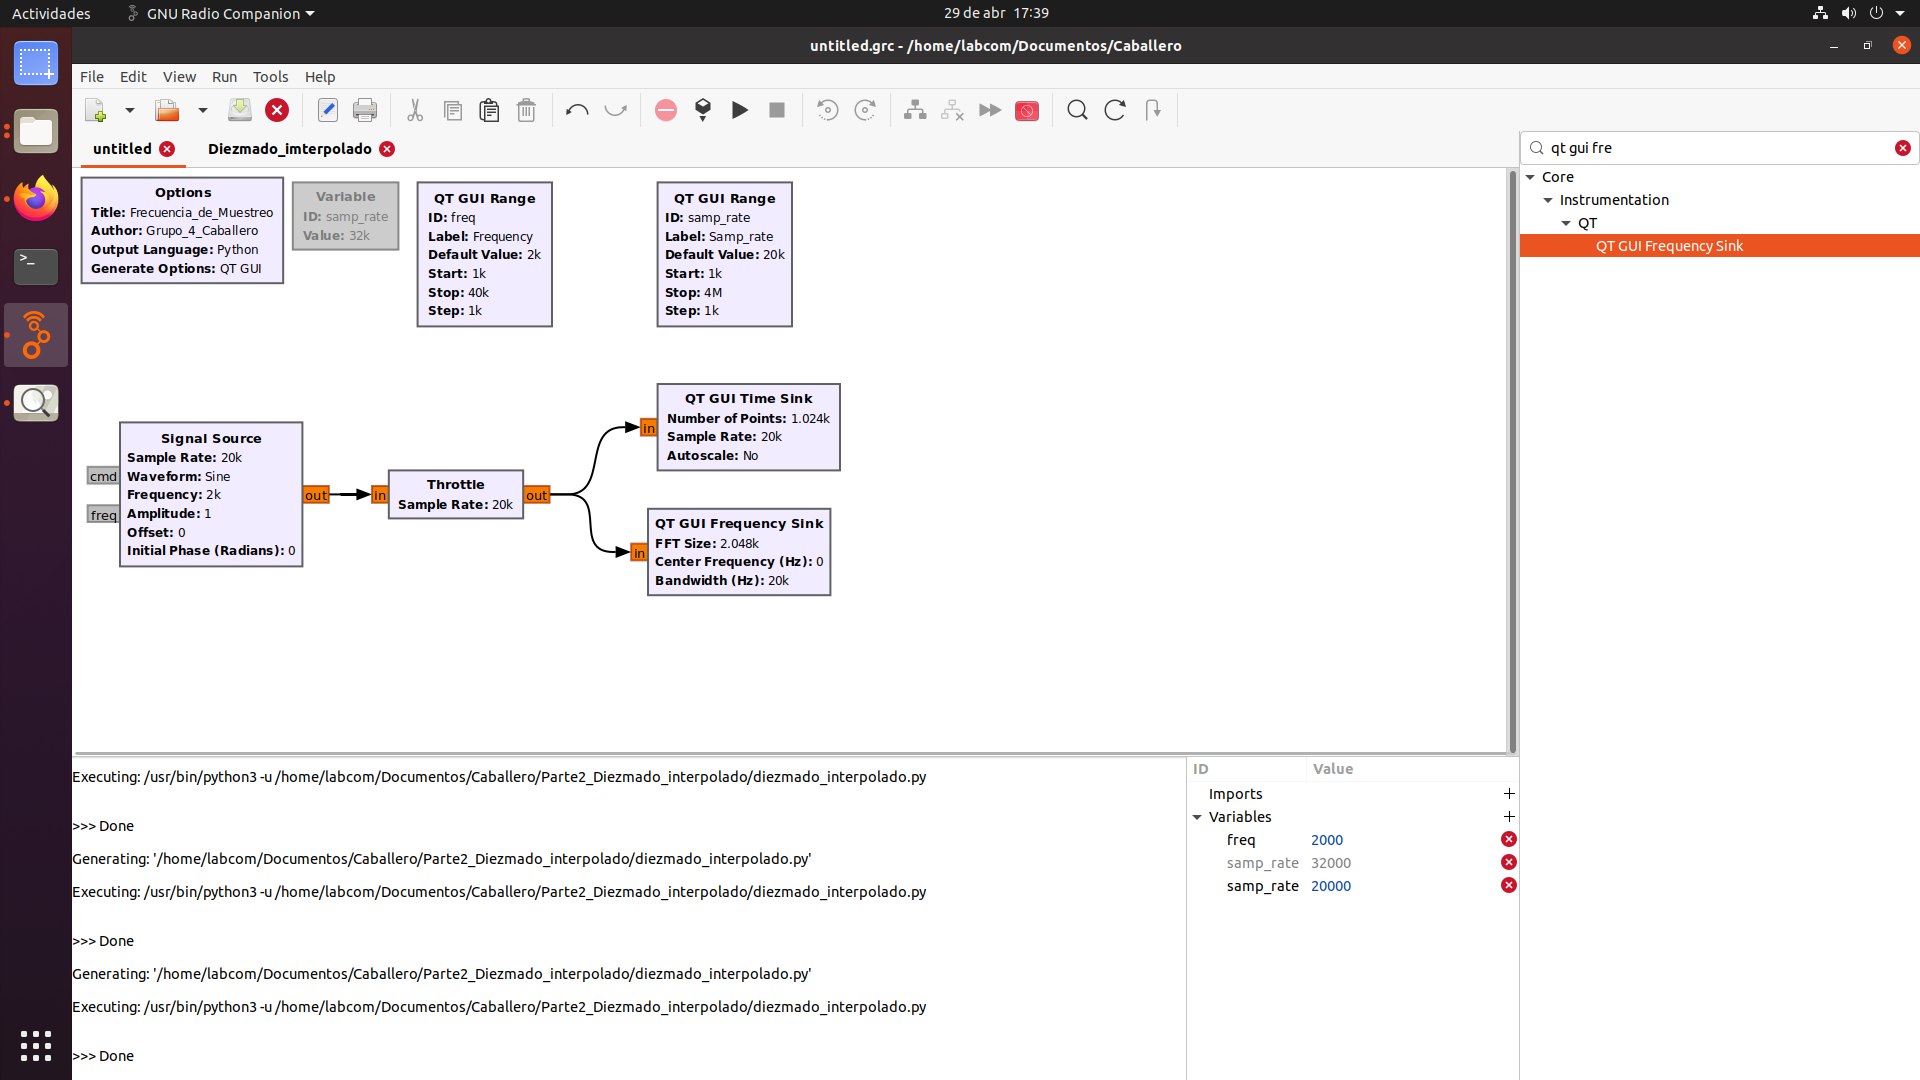 Actividades
GNU Radio Companion
29 de abr 17:39
untitled.grc - /home/labcom/Documentos/Caballero
File Edit View Run Tools Help
untitled
Diezmado_imterpolado
qt gui fre
Core
Instrumentation
QT
QT GUI Frequency Sink
Options
Title: Frecuencia_de_Muestreo
Author: Grupo_4_Caballero
Output Language: Python
Generate Options: QT GUI
Variable
ID: samp_rate
Value: 32k
QT GUI Range
ID: freq
Label: Frequency
Default Value: 2k
Start: 1k
Stop: 40k
Step: 1k
QT GUI Range
ID: samp_rate
Label: Samp_rate
Default Value: 20k
Start: 1k
Stop: 4M
Step: 1k
cmd
freq
Signal Source
Sample Rate: 20k
Waveform: Sine
Frequency: 2k
Amplitude: 1
Offset: 0
Initial Phase (Radians): 0
out
in
Throttle
Sample Rate: 20k
out
in
QT GUI Time Sink
Number of Points: 1.024k
Sample Rate: 20k
Autoscale: No
in
QT GUI Frequency Sink
FFT Size: 2.048k
Center Frequency (Hz): 0
Bandwidth (Hz): 20k
Executing: /usr/bin/python3 -u /home/labcom/Documentos/Caballero/Parte2_Diezmado_interpolado/diezmado_interpolado.py
>>> Done
Generating: '/home/labcom/Documentos/Caballero/Parte2_Diezmado_interpolado/diezmado_interpolado.py'
Executing: /usr/bin/python3 -u /home/labcom/Documentos/Caballero/Parte2_Diezmado_interpolado/diezmado_interpolado.py
>>> Done
Generating: '/home/labcom/Documentos/Caballero/Parte2_Diezmado_interpolado/diezmado_interpolado.py'
Executing: /usr/bin/python3 -u /home/labcom/Documentos/Caballero/Parte2_Diezmado_interpolado/diezmado_interpolado.py
>>> Done
ID Value
Imports
Variables
freq 2000
samp_rate 32000
samp_rate 20000